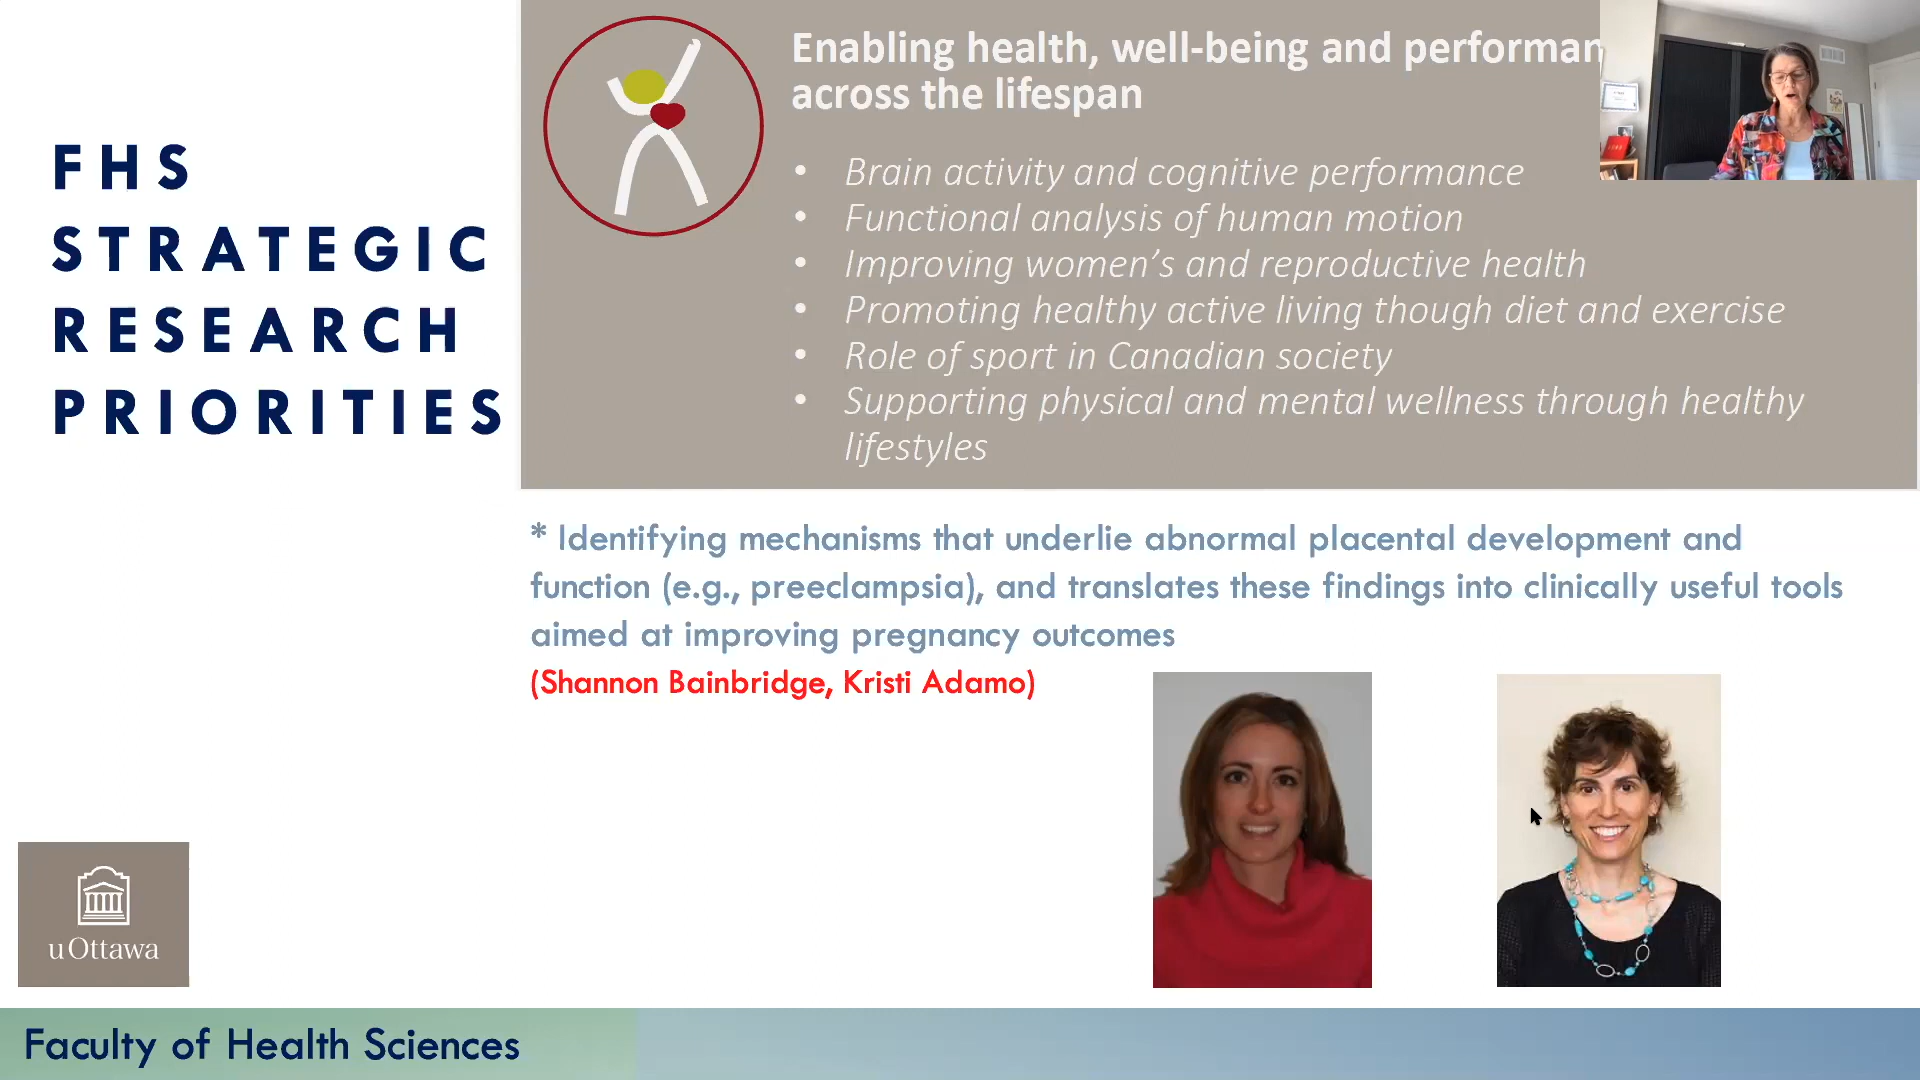 FHS
STRATEGIC
RESEARCH
PRIORITIES
Enabling health, well-being and performan
across the lifespan
• Brain activity and cognitive performance
• Functional analysis of human motion
• Improving women's and reproductive health
• Promoting healthy active living though diet and exercise
• Role of sport in Canadian society
• Supporting physical and mental wellness through healthy
lifestyles
* Identifying mechanisms that underlie abnormal placental development and
function (e.g., preeclampsia), and translates these findings into clinically useful tools
aimed at improving pregnancy outcomes
(Shannon Bainbridge, Kristi Adamo)
uOttawa
Faculty of Health Sciences